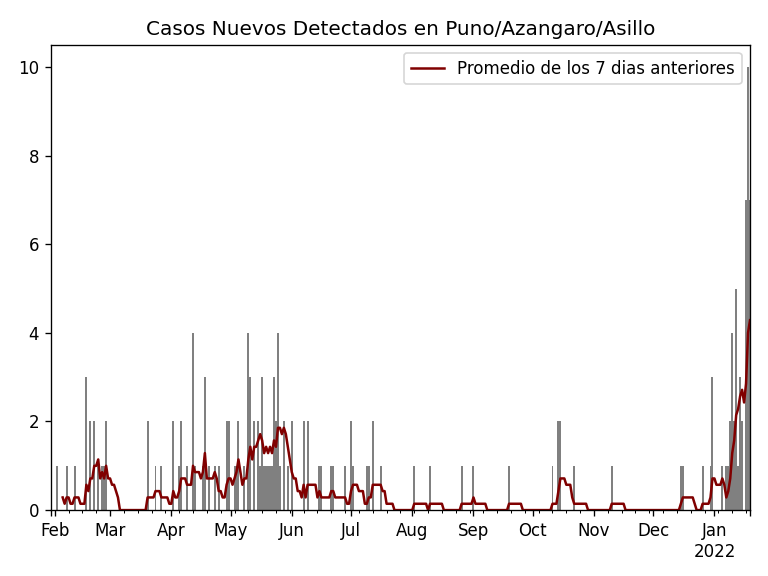 Casos Nuevos Detectados en Puno/Azangaro/Asillo
Promedio de los 7 dias anteriores
10
8
6
4
2
0
Feb Mar Apr May Jun Jul Aug Sep Oct Nov Dec Jan
2022